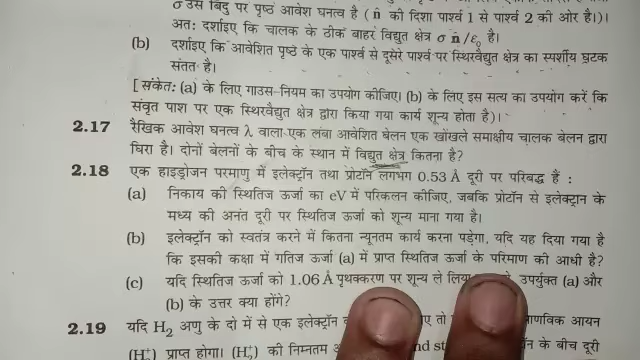 σ उस बिंदु पर पृष्ठ आवेश घनत्व है ( n̂ की दिशा पार्श्व 1 से पार्श्व 2 की ओर है।)।
अतः दर्शाइए कि चालक के ठीक बाहर विद्युत क्षेत्र σ n̂/ε₀ है।
(b) दर्शाइए कि आवेशित पृष्ठ के एक पार्श्व से दूसरे पार्श्व पर स्थिरवैद्युत क्षेत्र का स्पर्शीय घटक
संतत है।
[संकेत: (a) के लिए गाउस-नियम का उपयोग कीजिए। (b) के लिए इस सत्य का उपयोग करें कि
संवृत पाश पर एक स्थिरवैद्युत क्षेत्र द्वारा किया गया कार्य शून्य होता है)।
2.17 रैखिक आवेश घनत्व λ वाला एक लंबा आवेशित बेलन एक खोखले समाक्षीय चालक बेलन द्वारा
घिरा है। दोनों बेलनों के बीच के स्थान में विद्युत क्षेत्र कितना है?
2.18 एक हाइड्रोजन परमाणु में इलेक्ट्रॉन तथा प्रोटॉन लगभग 0.53 Å दूरी पर परिबद्ध हैं :
(a) निकाय की स्थितिज ऊर्जा का eV में परिकलन कीजिए, जबकि प्रोटॉन से इलेक्ट्रान के
मध्य की अनंत दूरी पर स्थितिज ऊर्जा को शून्य माना गया है।
(b) इलेक्ट्रॉन को स्वतंत्र करने में कितना न्यूनतम कार्य करना पड़ेगा, यदि यह दिया गया है
कि इसकी कक्षा में गतिज ऊर्जा (a) में प्राप्त स्थितिज ऊर्जा के परिमाण की आधी है?
(c) यदि स्थितिज ऊर्जा को 1.06 Å पृथक्करण पर शून्य ले लिया उपर्युक्त (a) और
(b) के उत्तर क्या होंगे?
2.19 यदि H₂ अणु के दो में से एक इलेक्ट्रॉन तो आयन
(H₂⁺) प्राप्त होगा। (H₂⁺) की निम्नतम के बीच दूरी